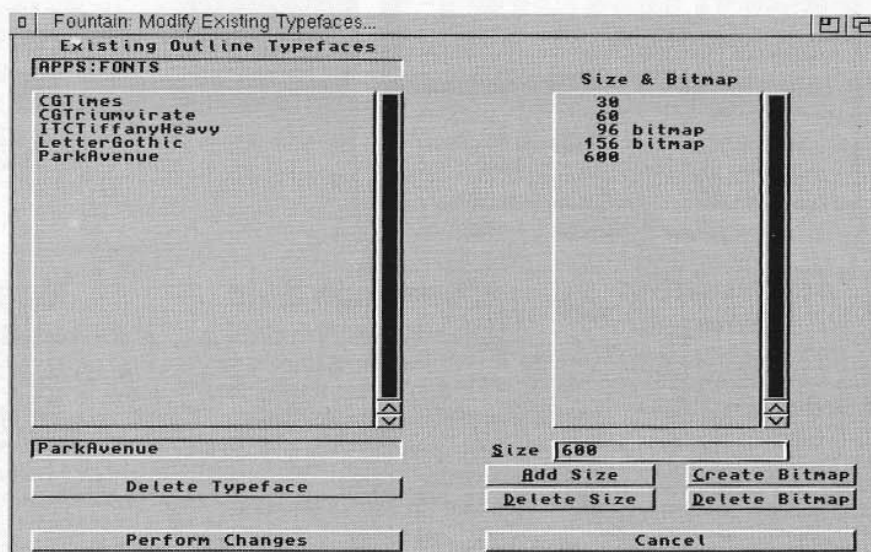 Fountain: Modify Existing Typefaces...
Existing Outline Typefaces
APPS:FONTS
CGTimes
CGTriumvirate
ITCTiffanyHeavy
LetterGothic
ParkAvenue
Size & Bitmap
30
60
96 bitmap
156 bitmap
600
ParkAvenue
Size 600
Delete Typeface
Add Size
Create Bitmap
Delete Size
Delete Bitmap
Perform Changes
Cancel